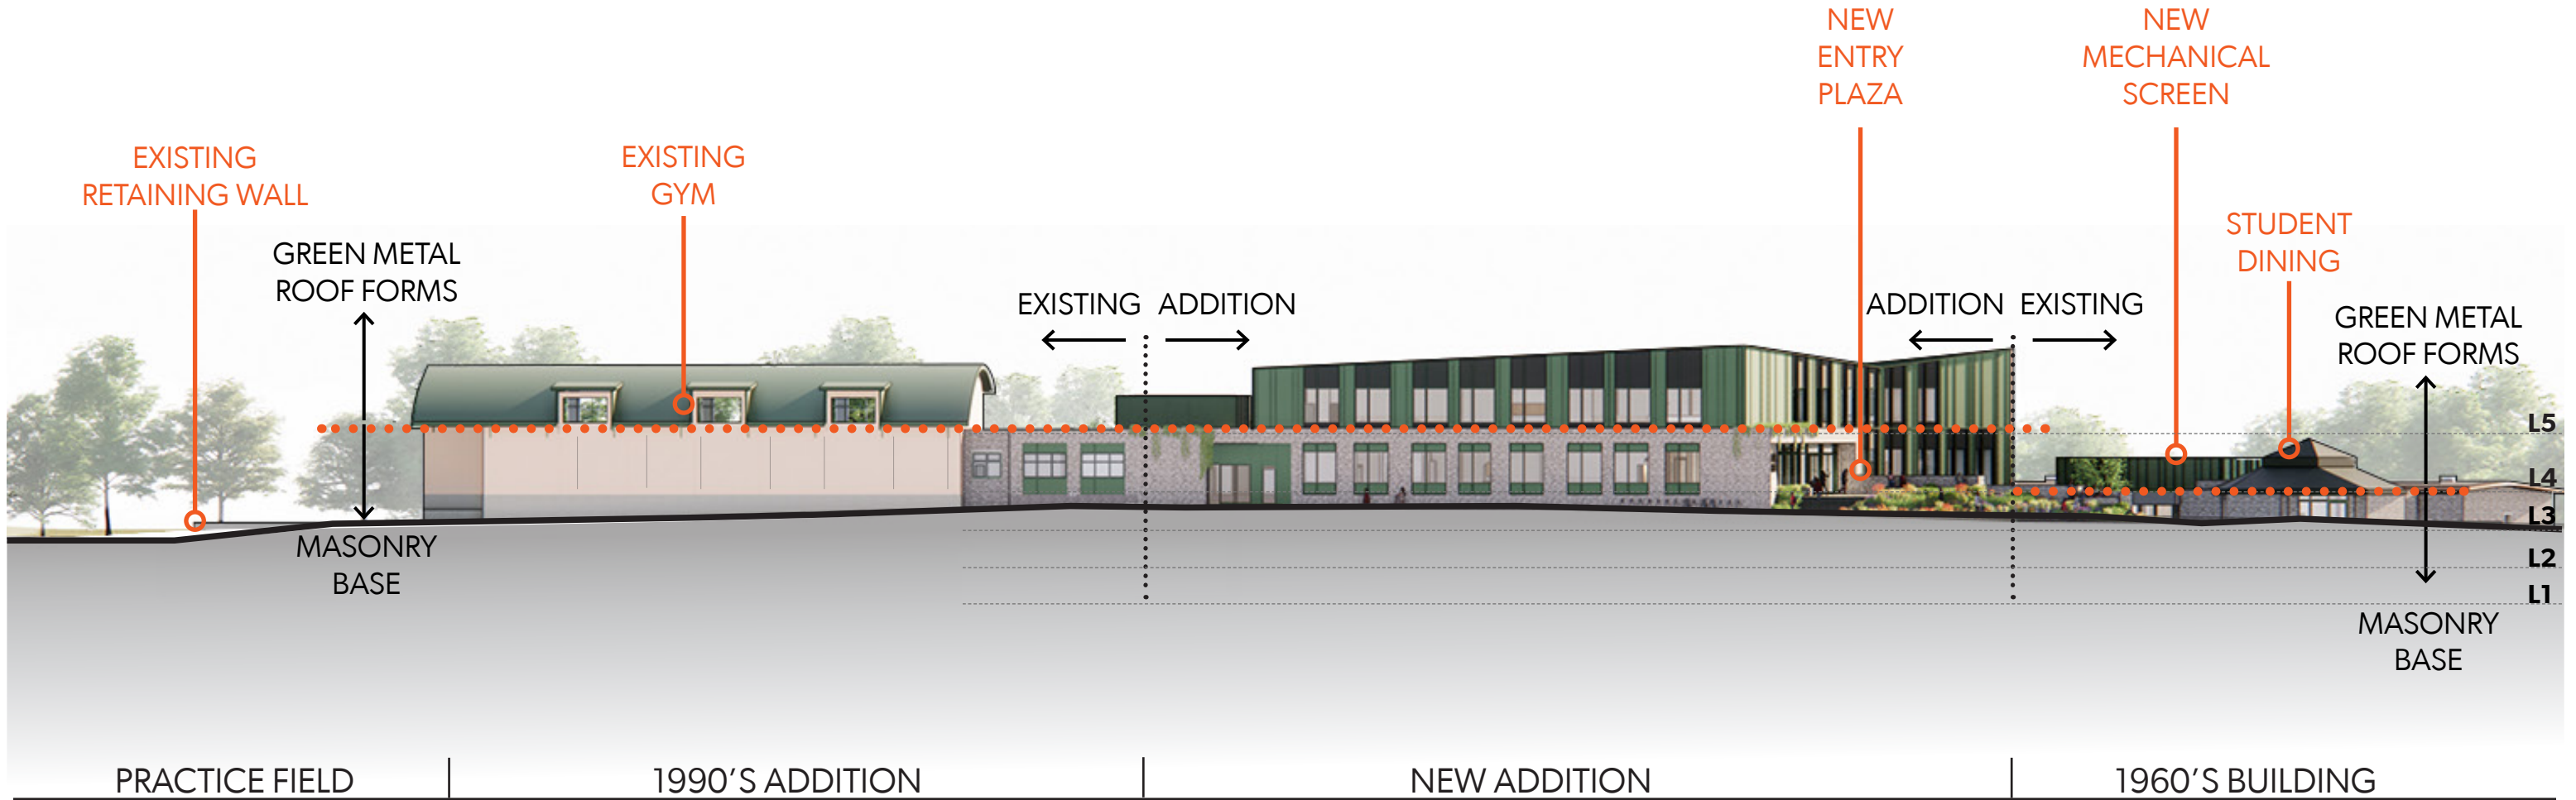 NEW
ENTRY
PLAZA
NEW
MECHANICAL
SCREEN
EXISTING
RETAINING WALL
EXISTING
GYM
STUDENT
DINING
GREEN METAL
ROOF FORMS
EXISTING
ADDITION
ADDITION
EXISTING
GREEN METAL
ROOF FORMS
L5
L4
L3
L2
L1
MASONRY
BASE
MASONRY
BASE
PRACTICE FIELD
1990'S ADDITION
NEW ADDITION
1960'S BUILDING